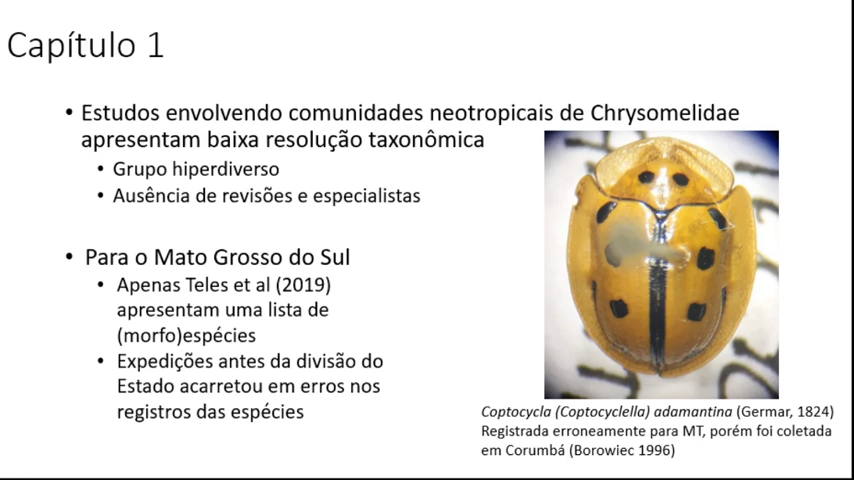 Capítulo 1
• Estudos envolvendo comunidades neotropicais de Chrysomelidae
apresentam baixa resolução taxonômica
• Grupo hiperdiverso
• Ausência de revisões e especialistas
• Para o Mato Grosso do Sul
• Apenas Teles et al (2019)
apresentam uma lista de
(morfo)espécies
• Expedições antes da divisão do
Estado acarretou em erros nos
registros das espécies
Coptocycla (Coptocyclella) adamantina (Germar, 1824)
Registrada erroneamente para MT, porém foi coletada
em Corumbá (Borowiec 1996)